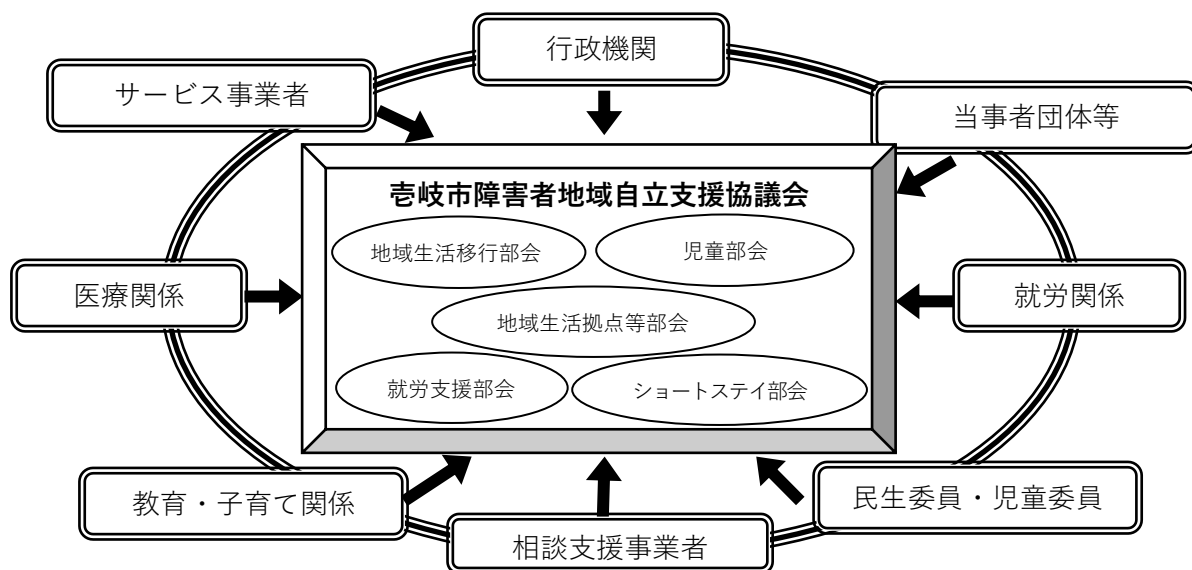 行政機関
サービス事業者
当事者団体等
壱岐市障害者地域自立支援協議会
地域生活移行部会
児童部会
医療関係
就労関係
地域生活拠点等部会
就労支援部会
ショートステイ部会
教育・子育て関係
民生委員・児童委員
相談支援事業者